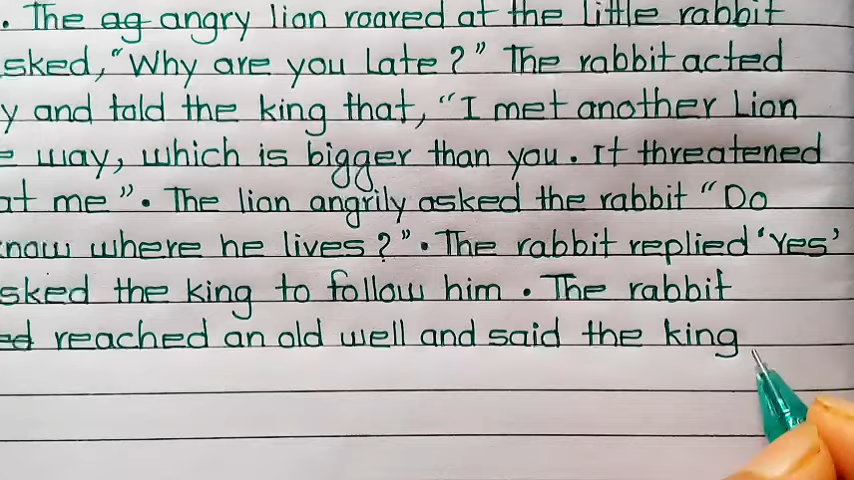 . The ag angry lion roared at the little rabbit
sked, "Why are you late?" The rabbit acted
y and told the king that, "I met another Lion
e way, which is bigger than you. It threatened
at me". The lion angrily asked the rabbit "Do
now where he lives?". The rabbit replied 'Yes'
sked the king to follow him. The rabbit
ed reached an old well and said the king